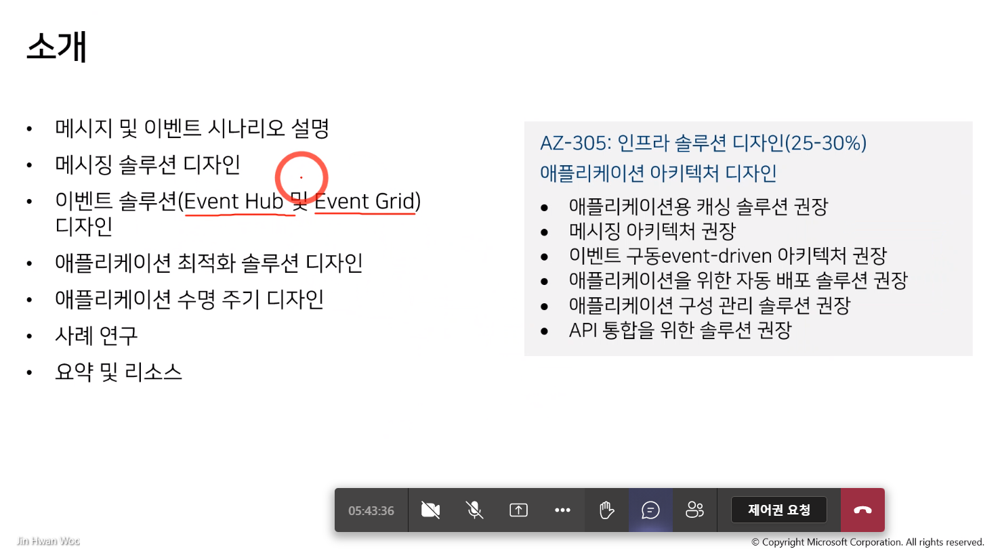 소개
• 메시지 및 이벤트 시나리오 설명
• 메시징 솔루션 디자인
• 이벤트 솔루션(Event Hub 및 Event Grid)
디자인
• 애플리케이션 최적화 솔루션 디자인
• 애플리케이션 수명 주기 디자인
• 사례 연구
• 요약 및 리소스
AZ-305: 인프라 솔루션 디자인(25-30%)
애플리케이션 아키텍처 디자인
• 애플리케이션용 캐싱 솔루션 권장
• 메시징 아키텍처 권장
• 이벤트 구동event-driven 아키텍처 권장
• 애플리케이션을 위한 자동 배포 솔루션 권장
• 애플리케이션 구성 관리 솔루션 권장
• API 통합을 위한 솔루션 권장
05:43:36
제어권 요청
Jin Hwan Woo
© Copyright Microsoft Corporation. All rights reserved.